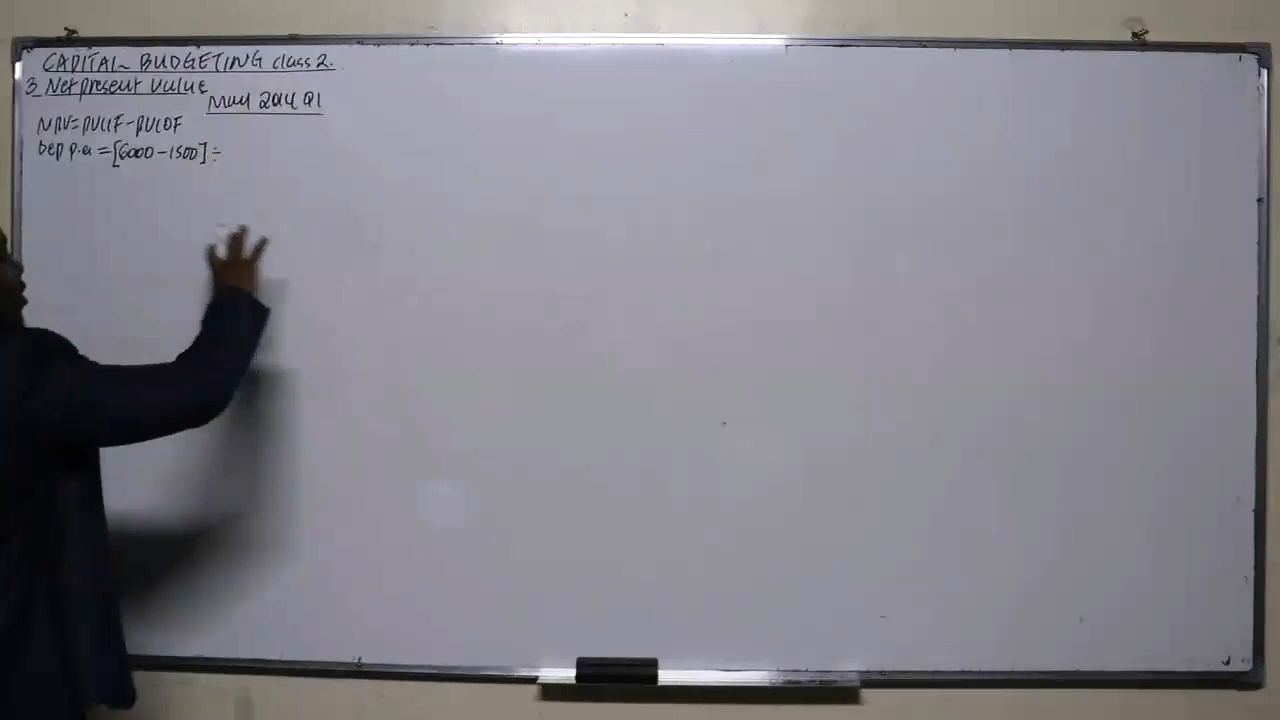 CAPITAL BUDGETING class 2.
3 Net present value
May 2014 Q1
NPV = PVCIF - PVCOF
Dep p.a = [6000 - 1500] ÷